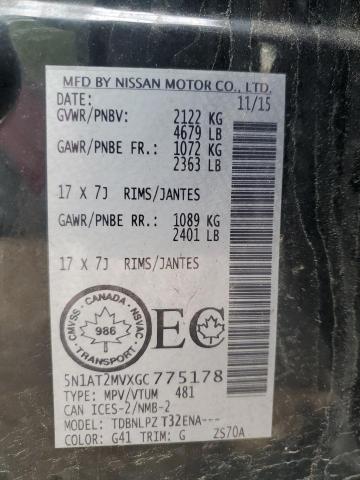 MFD BY NISSAN MOTOR CO., LTD.
DATE: 11/15
GVWR/PNBV: 2122 KG
4679 LB
GAWR/PNBE FR.: 1072 KG
2363 LB
17 X 7J RIMS/JANTES
GAWR/PNBE RR.: 1089 KG
2401 LB
17 X 7J RIMS/JANTES
CANADA
CMVSS 986 NSVAC
TRANSPORT
EC
5N1AT2MVXGC775178
TYPE: MPV/VTUM 481
CAN ICES-2/NMB-2
MODEL: TDBNLPZ T32ENA---
COLOR: G41 TRIM: G ZS70A